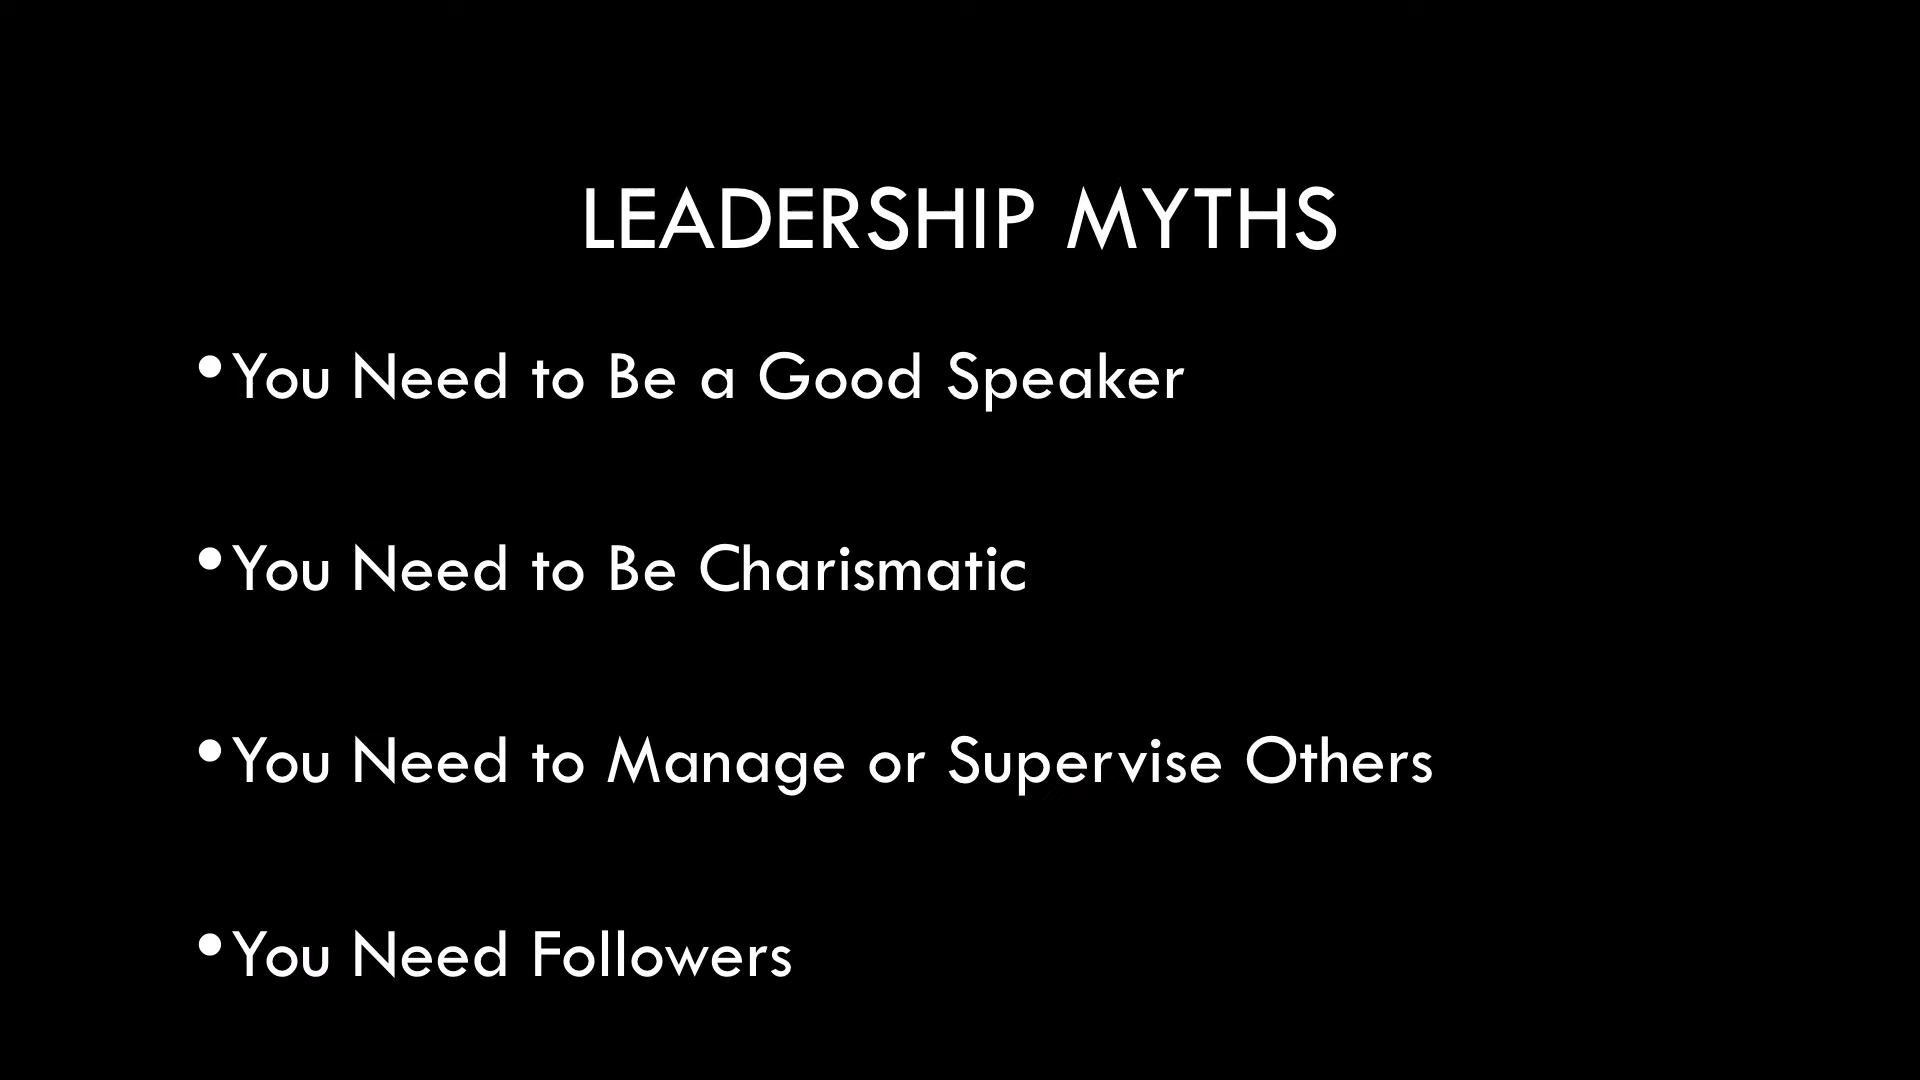 LEADERSHIP MYTHS
•You Need to Be a Good Speaker
•You Need to Be Charismatic
•You Need to Manage or Supervise Others
•You Need Followers